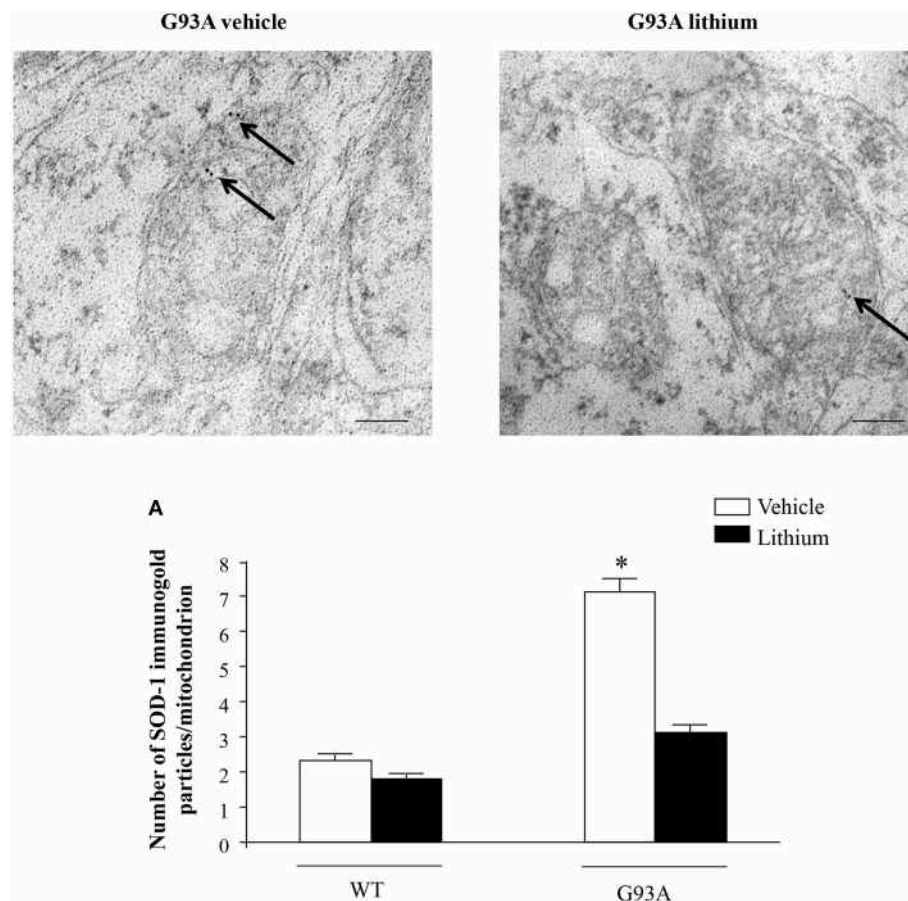 G93A vehicle
G93A lithium
A
Vehicle
Lithium
Number of SOD-1 immunogold
particles/mitochondrion
8
7
6
5
4
3
2
1
0
*
WT
G93A